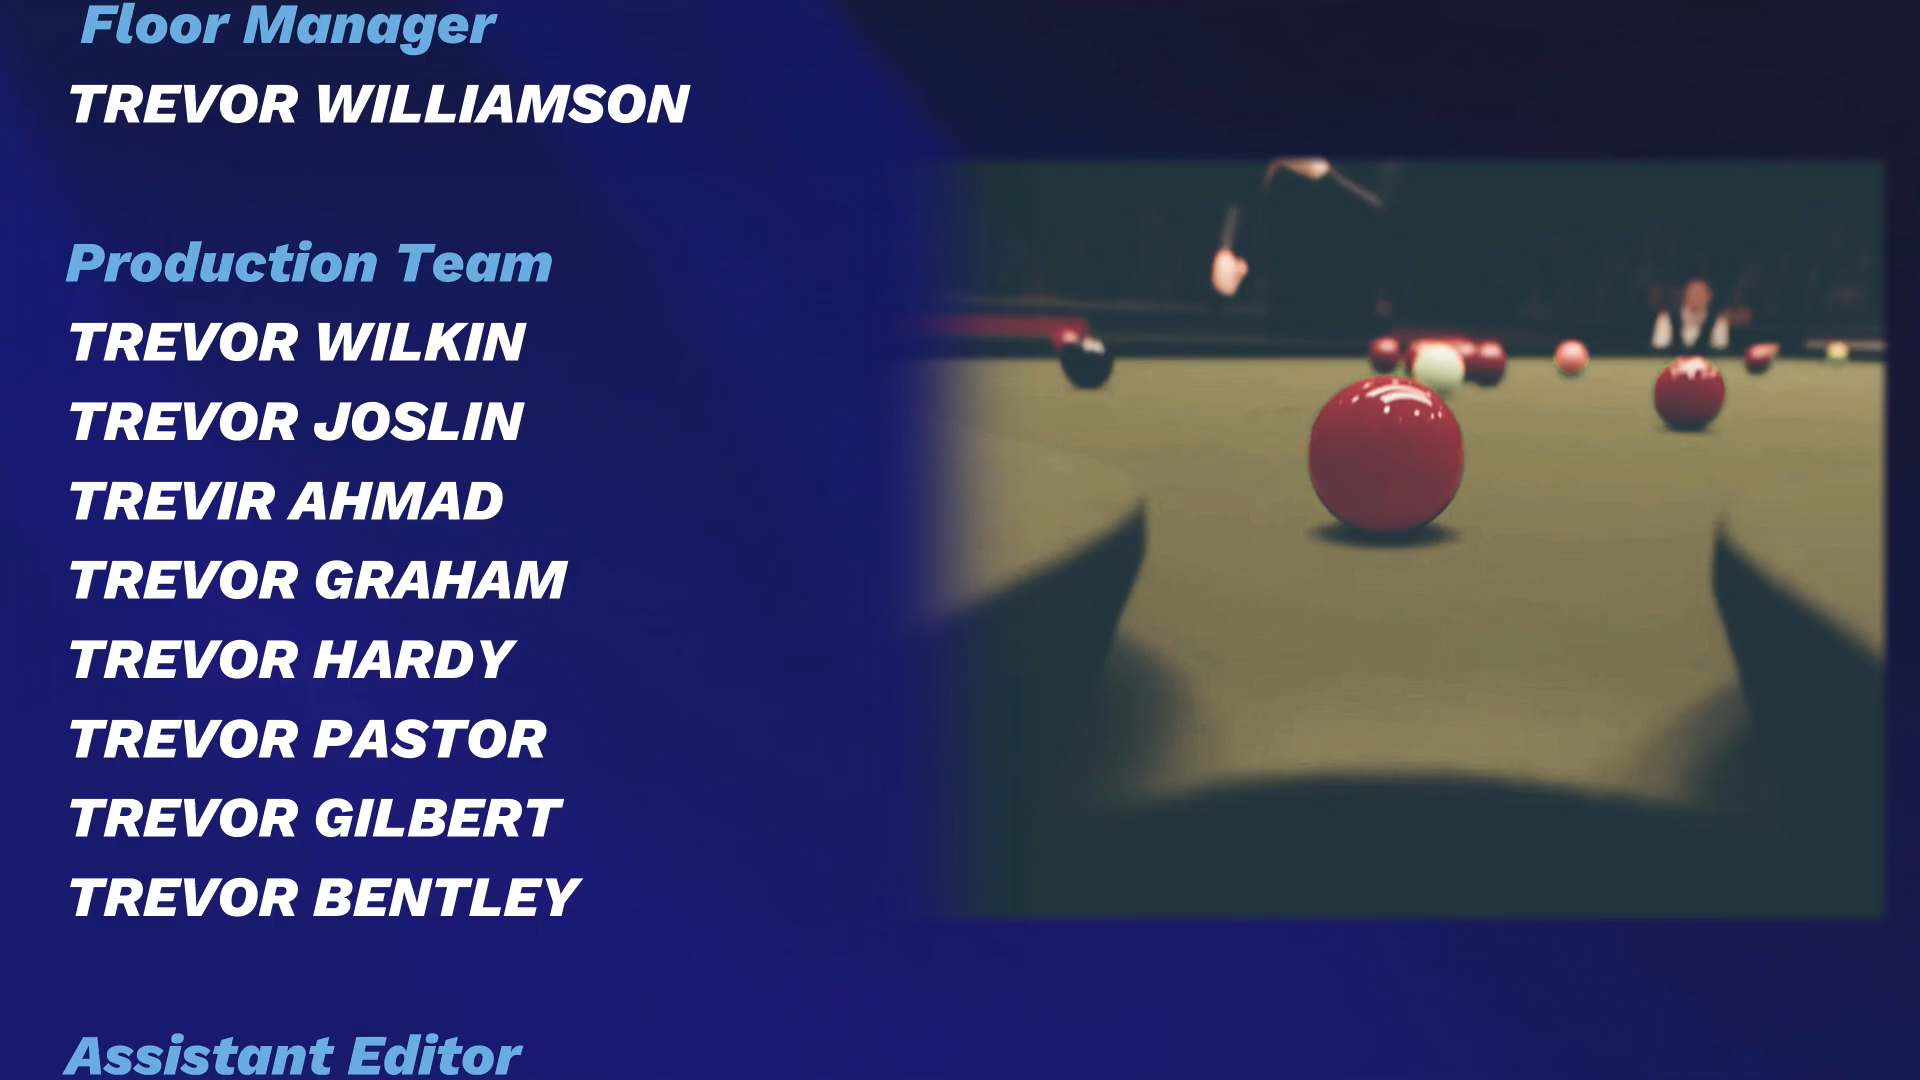 Floor Manager
TREVOR WILLIAMSON
Production Team
TREVOR WILKIN
TREVOR JOSLIN
TREVIR AHMAD
TREVOR GRAHAM
TREVOR HARDY
TREVOR PASTOR
TREVOR GILBERT
TREVOR BENTLEY
Assistant Editor